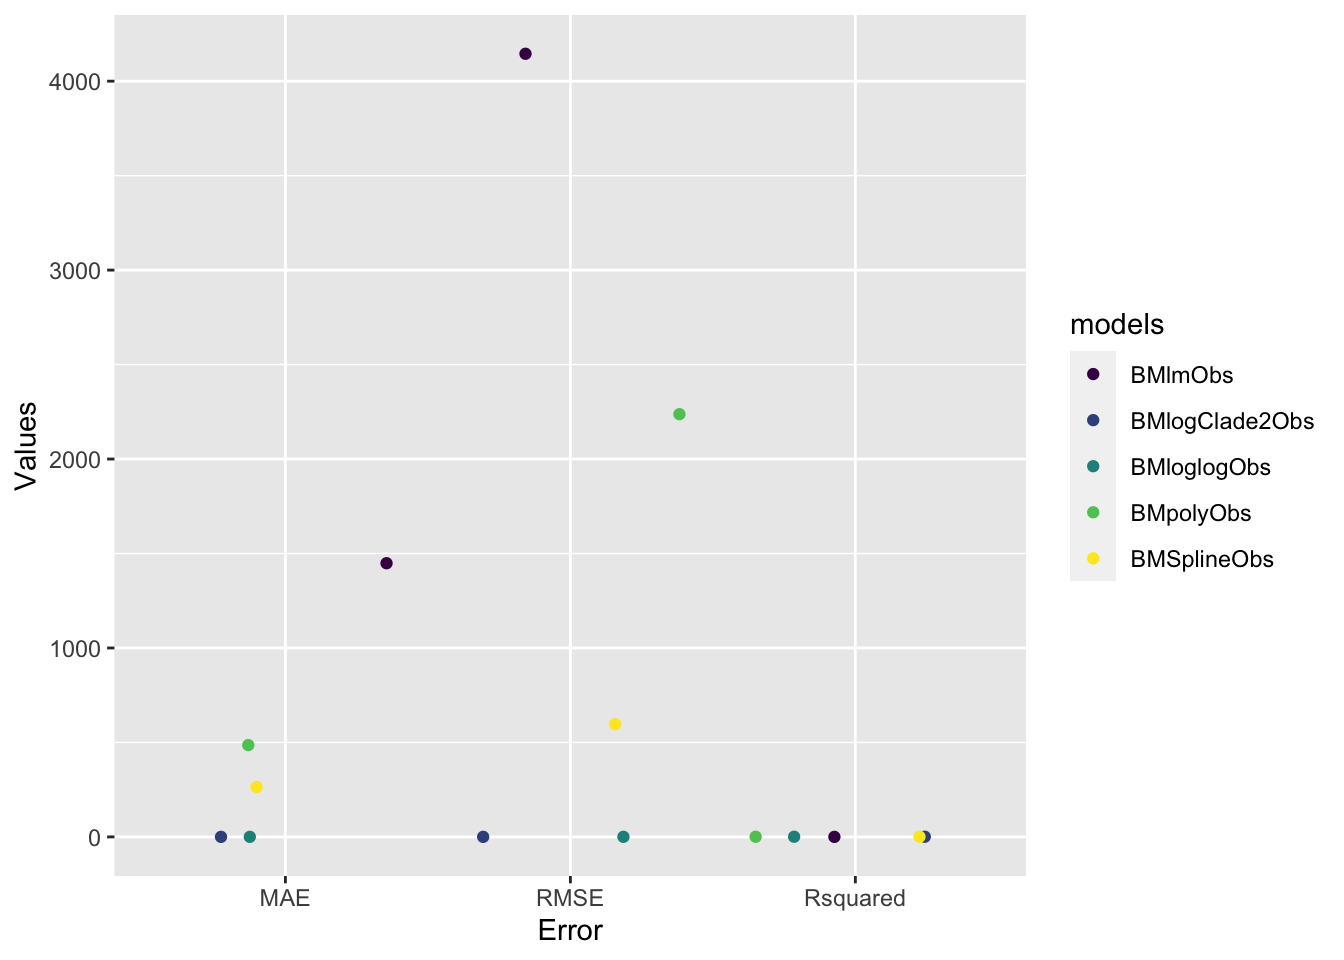 4000
3000
2000
1000
0
Values
MAE
RMSE
Rsquared
Error
models
BMlmObs
BMlogClade2Obs
BMloglogObs
BMpolyObs
BMSplineObs